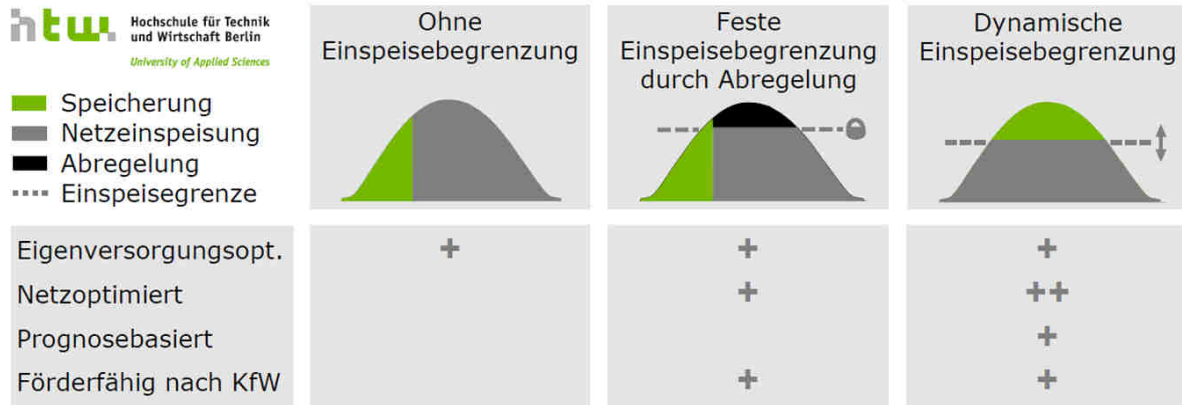 htw.
Hochschule für Technik
und Wirtschaft Berlin
University of Applied Sciences
Speicherung
Netzeinspeisung
Abregelung
Einspeisegrenze
Ohne
Einspeisebegrenzung
Feste
Einspeisebegrenzung
durch Abregelung
Dynamische
Einspeisebegrenzung
Eigenversorgungsopt. + + +
Netzoptimiert + ++
Prognosebasiert +
Förderfähig nach KfW + +